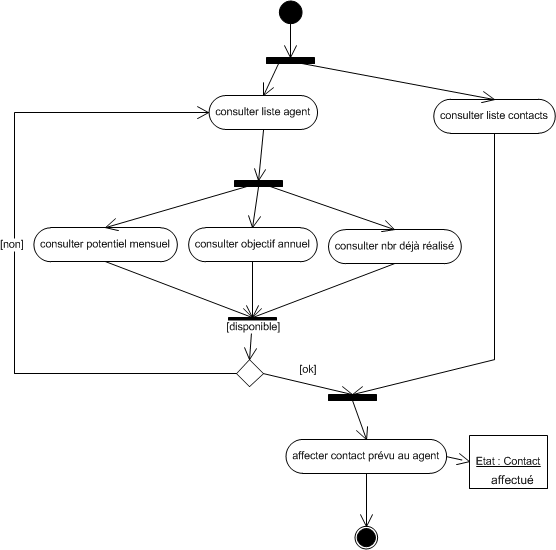 consulter liste agent
consulter liste contacts
[non]
consulter potentiel mensuel
consulter objectif annuel
consulter nbr déjà réalisé
[disponible]
[ok]
affecter contact prévu au agent
Etat : Contact
affectué